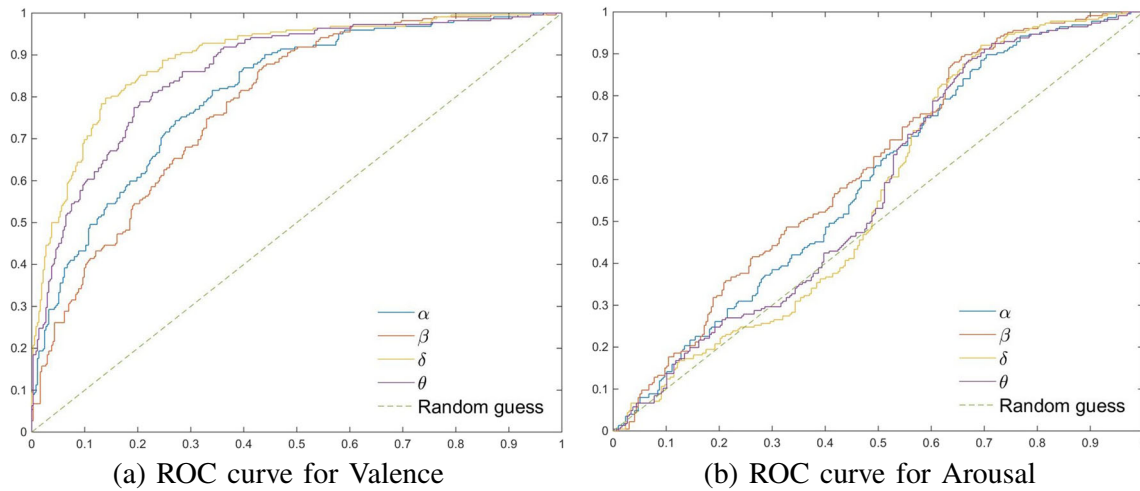 1
0.9
0.8
0.7
0.6
0.5
0.4
0.3
0.2
0.1
0
0 0.1 0.2 0.3 0.4 0.5 0.6 0.7 0.8 0.9 1
α
β
δ
θ
Random guess
(a) ROC curve for Valence
1
0.9
0.8
0.7
0.6
0.5
0.4
0.3
0.2
0.1
0
0 0.1 0.2 0.3 0.4 0.5 0.6 0.7 0.8 0.9 1
α
β
δ
θ
Random guess
(b) ROC curve for Arousal